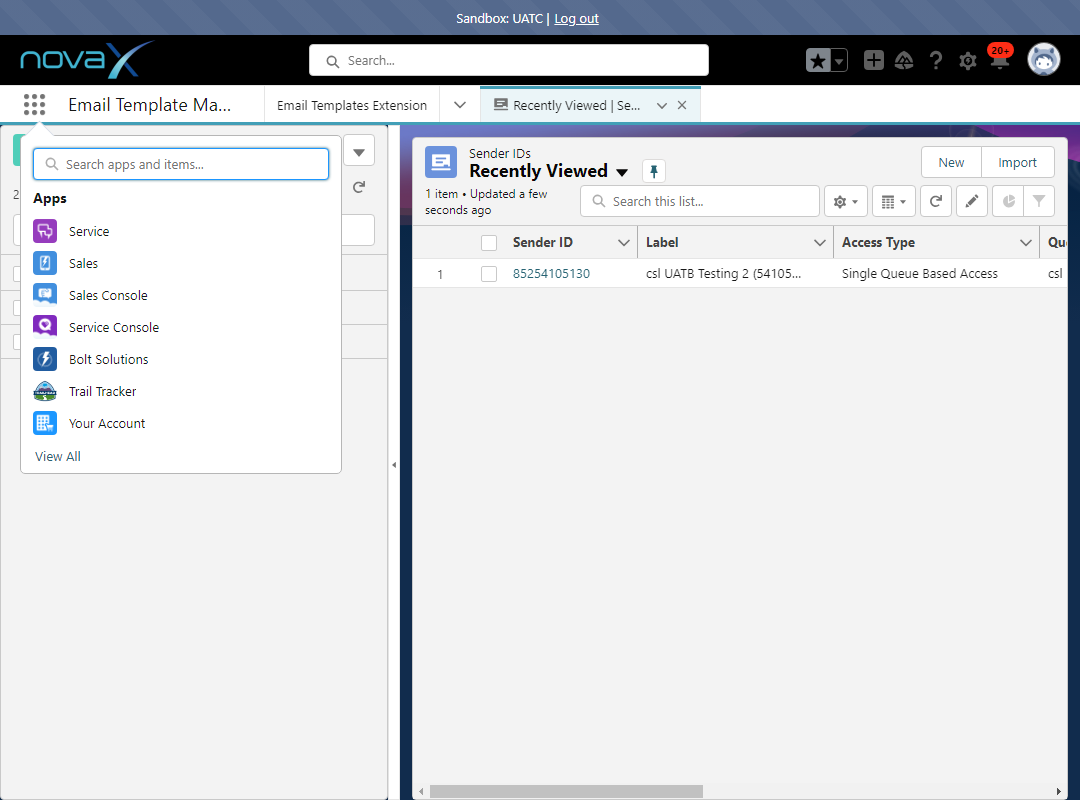 Sandbox: UATC | Log out
novaX
Search...
20+
Email Template Ma...
Email Templates Extension
Recently Viewed | Se...
Search apps and items...
2
Apps
Service
Sales
Sales Console
Service Console
Bolt Solutions
Trail Tracker
Your Account
View All
Sender IDs
Recently Viewed
New
Import
1 item • Updated a few
seconds ago
Search this list...
Sender ID
Label
Access Type
Qu
1
85254105130
csl UATB Testing 2 (54105...
Single Queue Based Access
csl